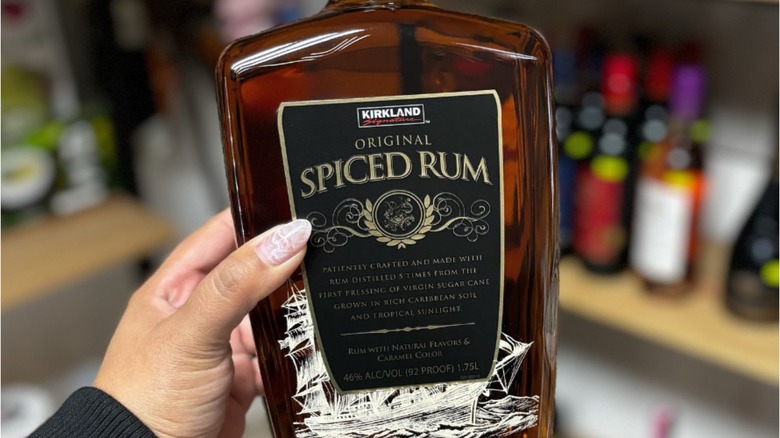 KIRKLAND
Signature
ORIGINAL
SPICED RUM
PATIENTLY CRAFTED AND MADE WITH
RUM DISTILLED 5 TIMES FROM THE
FIRST PRESSING OF VIRGIN SUGAR CANE
GROWN IN RICH CARIBBEAN SOIL
AND TROPICAL SUNLIGHT.
RUM WITH NATURAL FLAVORS &
CARAMEL COLOR
46% ALC/VOL (92 PROOF) 1.75L